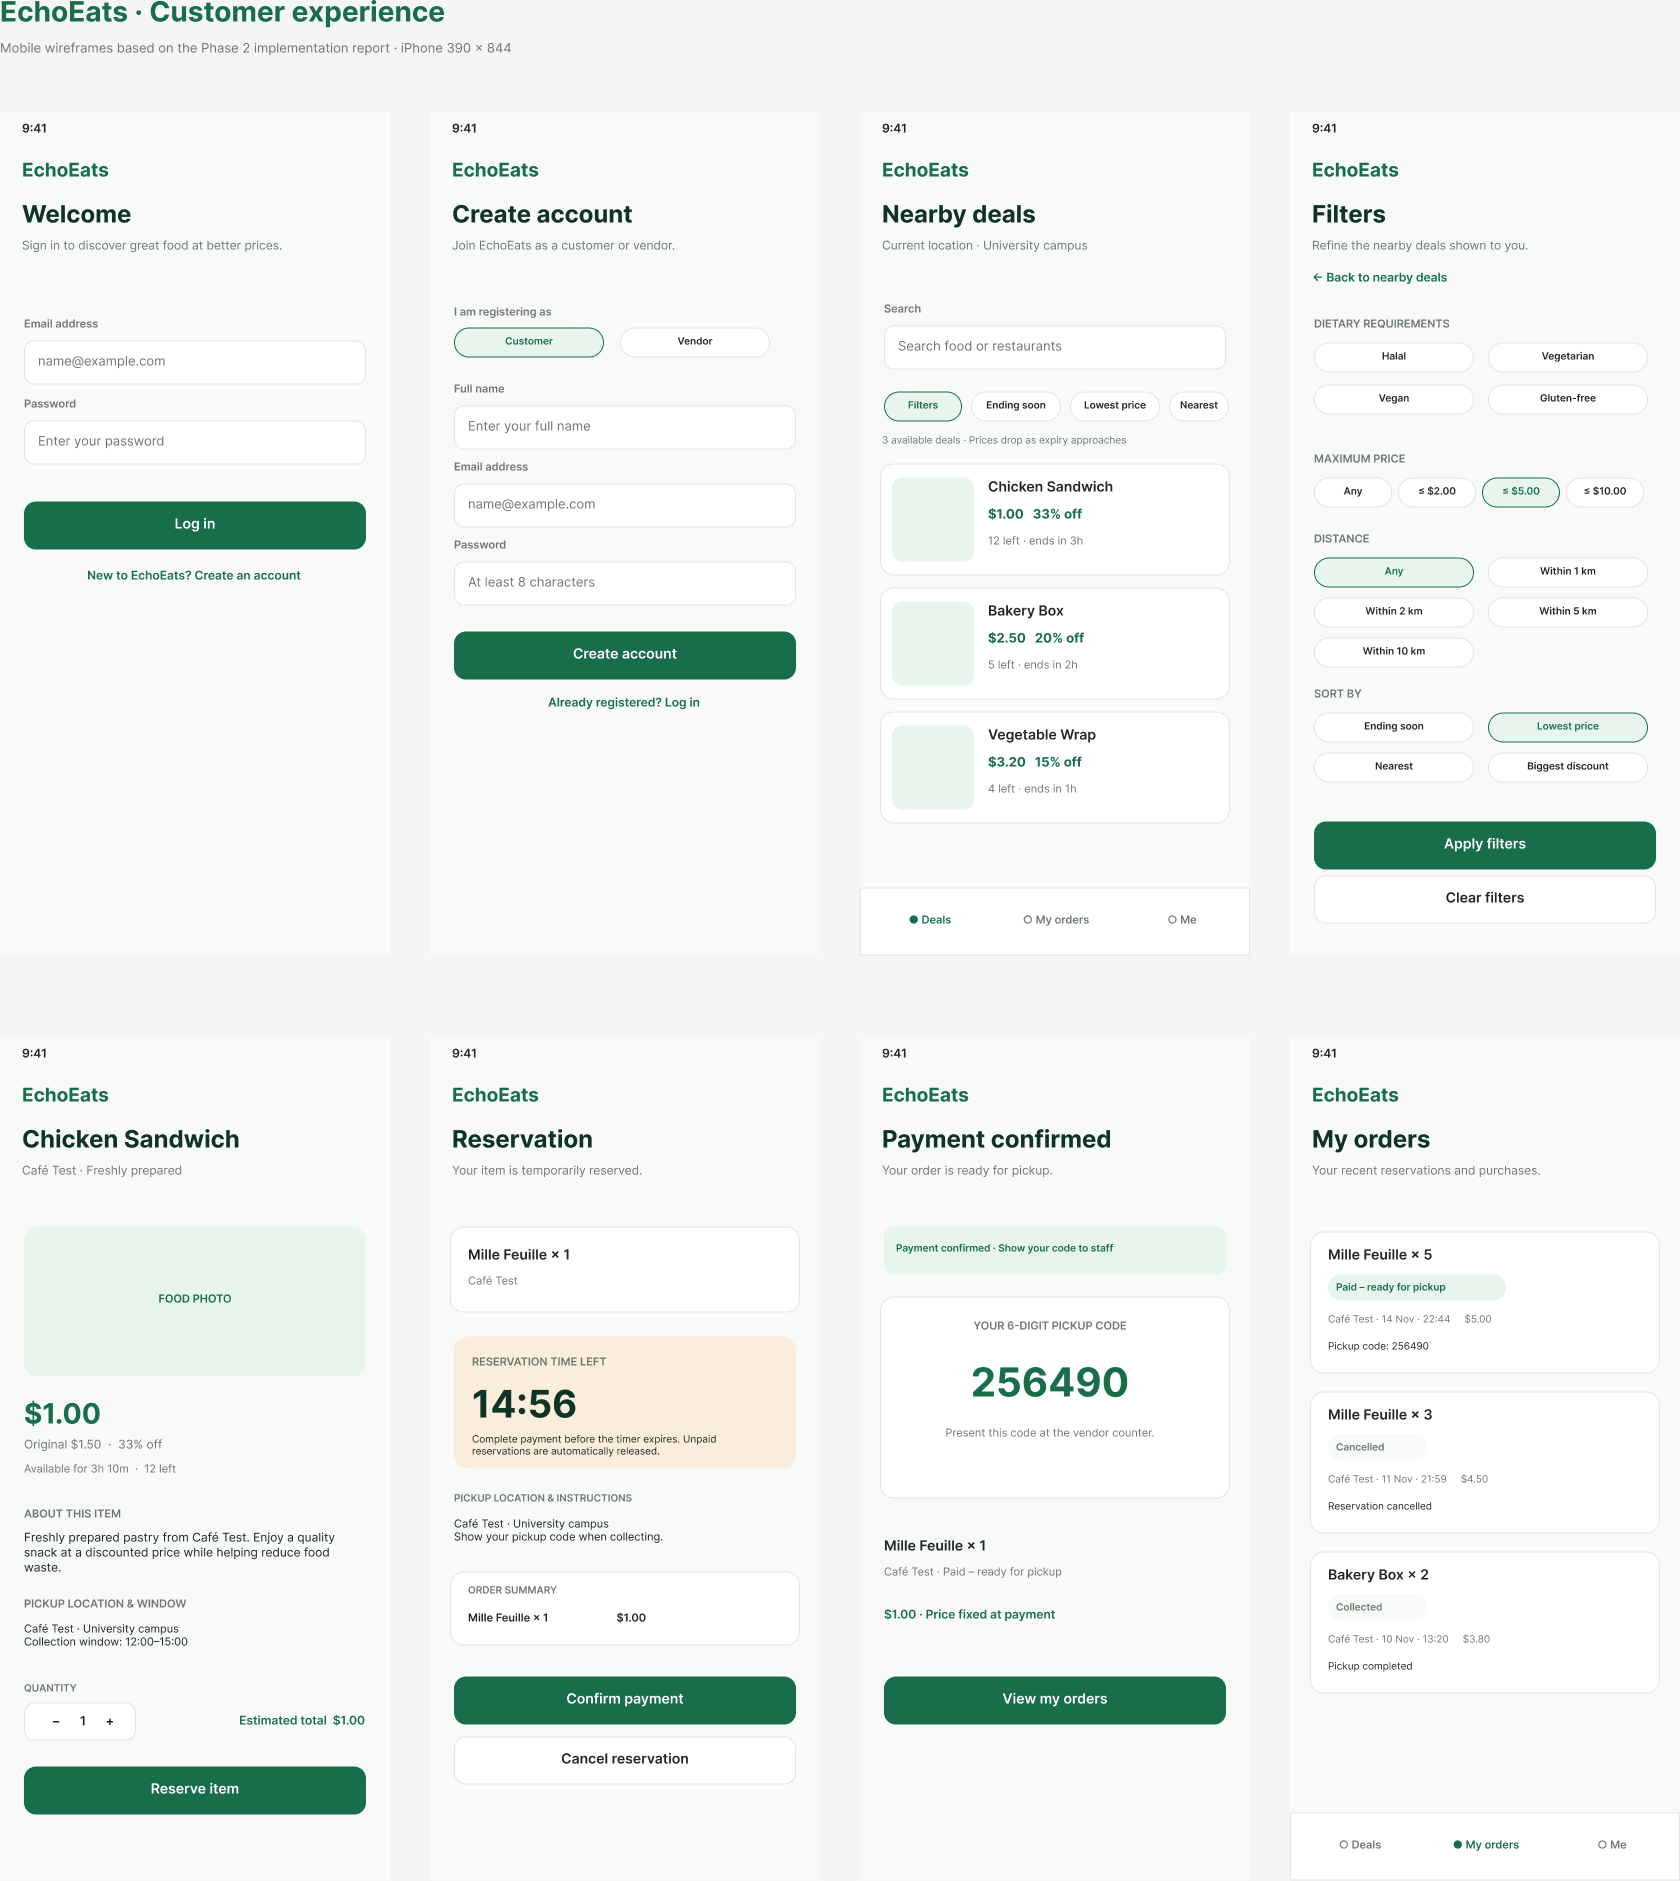 EchoEats · Customer experience
Mobile wireframes based on the Phase 2 implementation report · iPhone 390 × 844
9:41
EchoEats
Welcome
Sign in to discover great food at better prices.
Email address
name@example.com
Password
Enter your password
Log in
New to EchoEats? Create an account
9:41
EchoEats
Create account
Join EchoEats as a customer or vendor.
I am registering as
Customer
Vendor
Full name
Enter your full name
Email address
name@example.com
Password
At least 8 characters
Create account
Already registered? Log in
9:41
EchoEats
Nearby deals
Current location · University campus
Search
Search food or restaurants
Filters
Ending soon
Lowest price
Nearest
3 available deals · Prices drop as expiry approaches
Chicken Sandwich
$1.00 33% off
12 left · ends in 3h
Bakery Box
$2.50 20% off
5 left · ends in 2h
Vegetable Wrap
$3.20 15% off
4 left · ends in 1h
Deals
My orders
Me
9:41
EchoEats
Filters
Refine the nearby deals shown to you.
← Back to nearby deals
DIETARY REQUIREMENTS
Halal
Vegetarian
Vegan
Gluten-free
MAXIMUM PRICE
Any
≤ $2.00
≤ $5.00
≤ $10.00
DISTANCE
Any
Within 1 km
Within 2 km
Within 5 km
Within 10 km
SORT BY
Ending soon
Lowest price
Nearest
Biggest discount
Apply filters
Clear filters
9:41
EchoEats
Chicken Sandwich
Café Test · Freshly prepared
FOOD PHOTO
$1.00
Original $1.50 · 33% off
Available for 3h 10m · 12 left
ABOUT THIS ITEM
Freshly prepared pastry from Café Test. Enjoy a quality
snack at a discounted price while helping reduce food
waste.
PICKUP LOCATION & WINDOW
Café Test · University campus
Collection window: 12:00–15:00
QUANTITY
− 1 +
Estimated total $1.00
Reserve item
9:41
EchoEats
Reservation
Your item is temporarily reserved.
Mille Feuille × 1
Café Test
RESERVATION TIME LEFT
14:56
Complete payment before the timer expires. Unpaid
reservations are automatically released.
PICKUP LOCATION & INSTRUCTIONS
Café Test · University campus
Show your pickup code when collecting.
ORDER SUMMARY
Mille Feuille × 1 $1.00
Confirm payment
Cancel reservation
9:41
EchoEats
Payment confirmed
Your order is ready for pickup.
Payment confirmed · Show your code to staff
YOUR 6-DIGIT PICKUP CODE
256490
Present this code at the vendor counter.
Mille Feuille × 1
Café Test · Paid – ready for pickup
$1.00 · Price fixed at payment
View my orders
9:41
EchoEats
My orders
Your recent reservations and purchases.
Mille Feuille × 5
Paid – ready for pickup
Café Test · 14 Nov · 22:44 $5.00
Pickup code: 256490
Mille Feuille × 3
Cancelled
Café Test · 11 Nov · 21:59 $4.50
Reservation cancelled
Bakery Box × 2
Collected
Café Test · 10 Nov · 13:20 $3.80
Pickup completed
Deals
My orders
Me